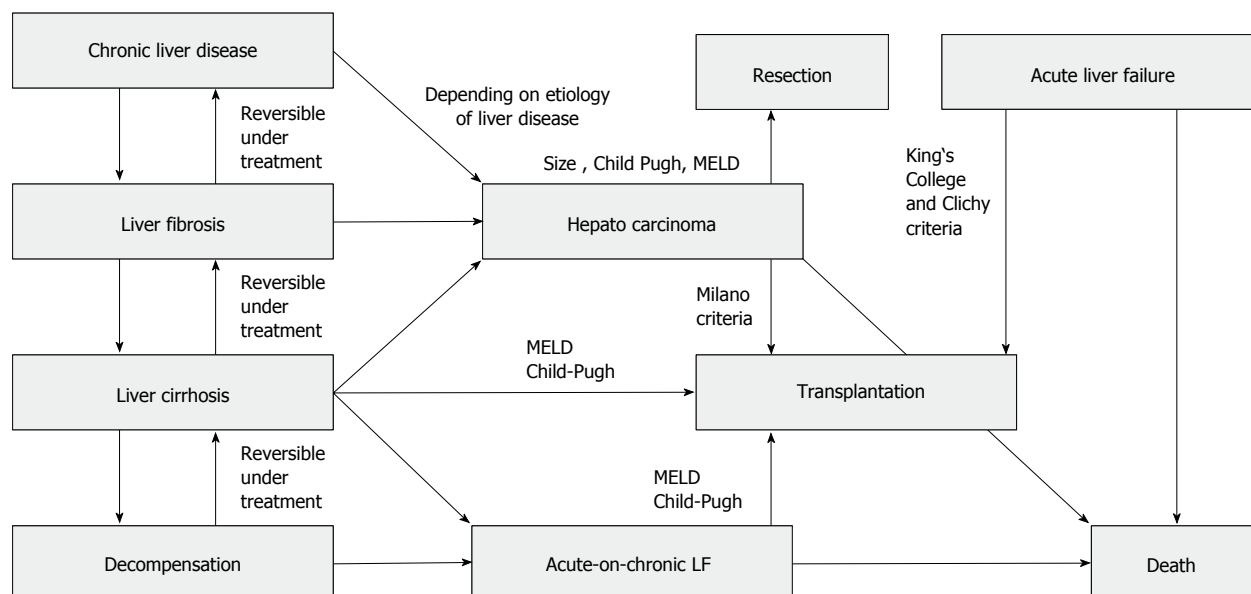 Chronic liver disease
Resection
Acute liver failure
Depending on etiology
of liver disease
Reversible
under
treatment
Size , Child Pugh, MELD
King‘s
College
and Clichy
criteria
Liver fibrosis
Hepato carcinoma
Reversible
under
treatment
Milano
criteria
MELD
Child-Pugh
Liver cirrhosis
Transplantation
Reversible
under
treatment
MELD
Child-Pugh
Decompensation
Acute-on-chronic LF
Death